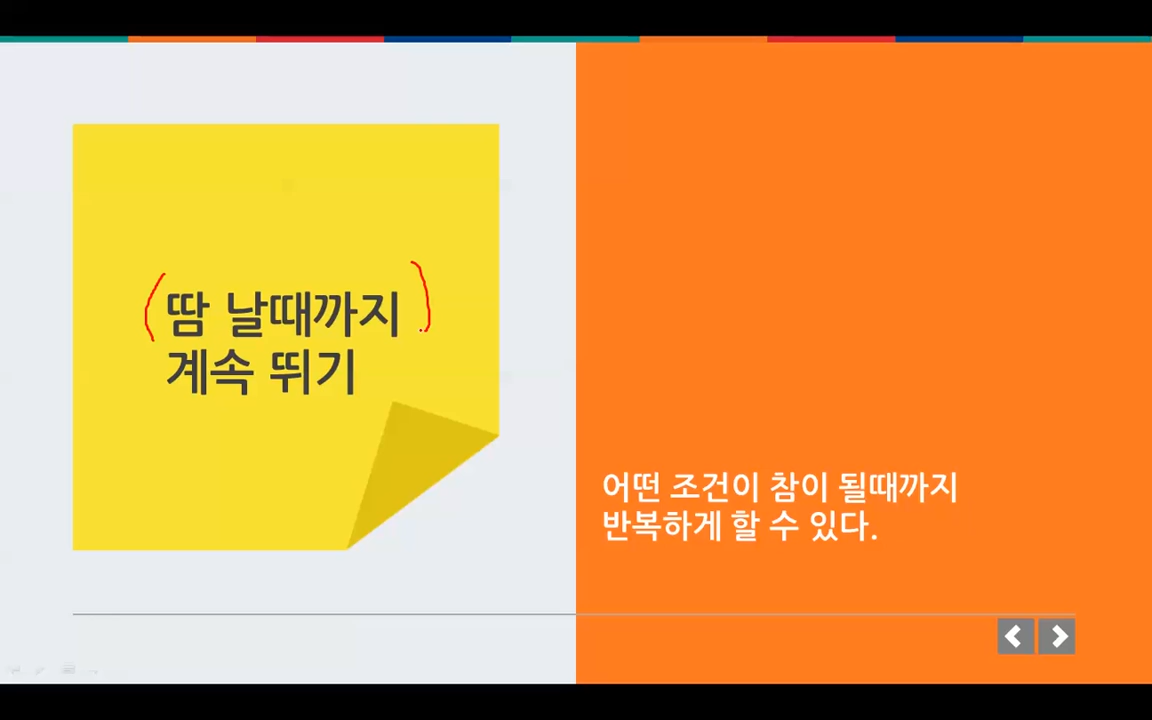 땀 날때까지
계속 뛰기
어떤 조건이 참이 될때까지
반복하게 할 수 있다.